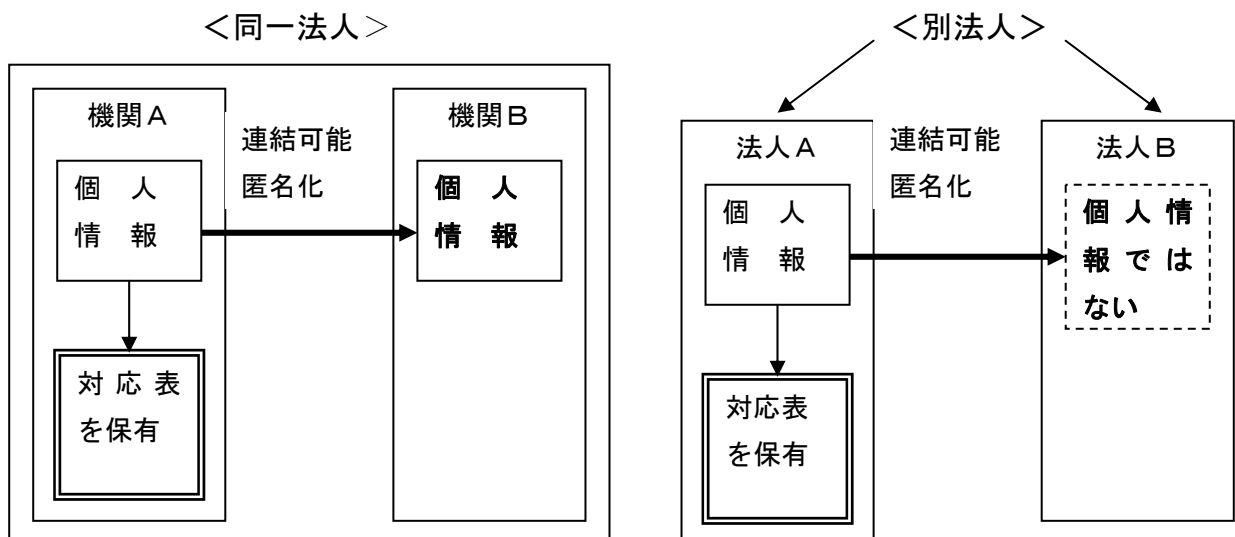 ＜同一法人＞
機関Ａ
連結可能
匿名化
個　人
情　報
対 応 表
を保有
機関Ｂ
個　人
情　報
＜別法人＞
法人Ａ
連結可能
匿名化
個　人
情　報
対応表
を保有
法人Ｂ
個 人 情
報 で は
ない